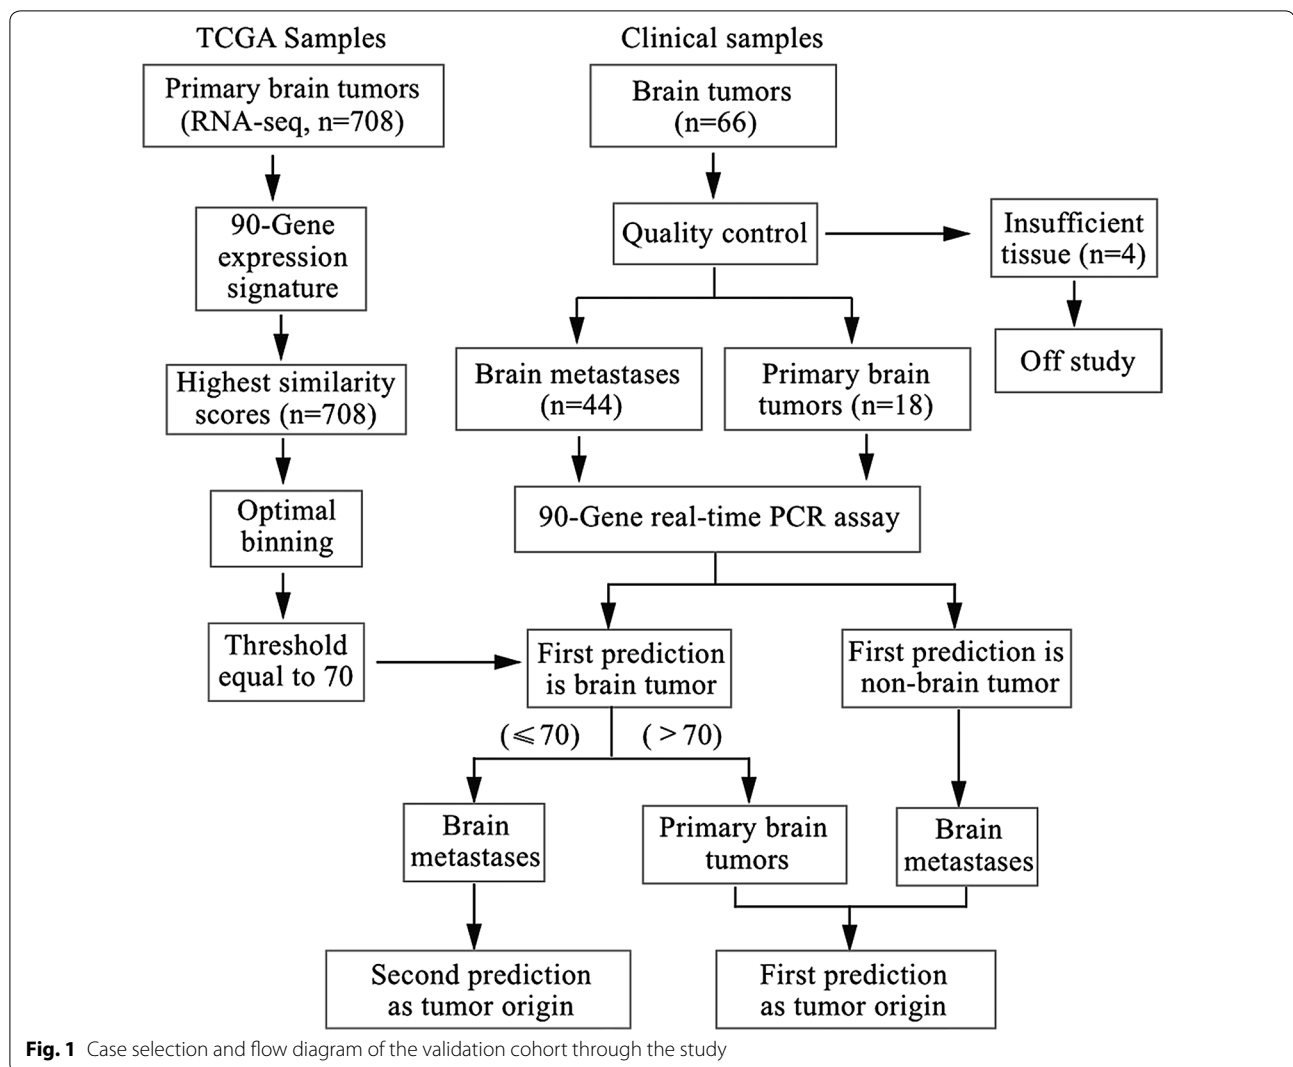 TCGA Samples
Primary brain tumors
(RNA-seq, n=708)
90-Gene
expression
signature
Highest similarity
scores (n=708)
Optimal
binning
Threshold
equal to 70
Clinical samples
Brain tumors
(n=66)
Quality control
Insufficient
tissue (n=4)
Off study
Brain metastases
(n=44)
Primary brain
tumors (n=18)
90-Gene real-time PCR assay
First prediction
is brain tumor
First prediction is
non-brain tumor
(⩽70)
(>70)
Brain
metastases
Primary brain
tumors
Brain
metastases
Second prediction
as tumor origin
First prediction
as tumor origin
Fig. 1 Case selection and flow diagram of the validation cohort through the study